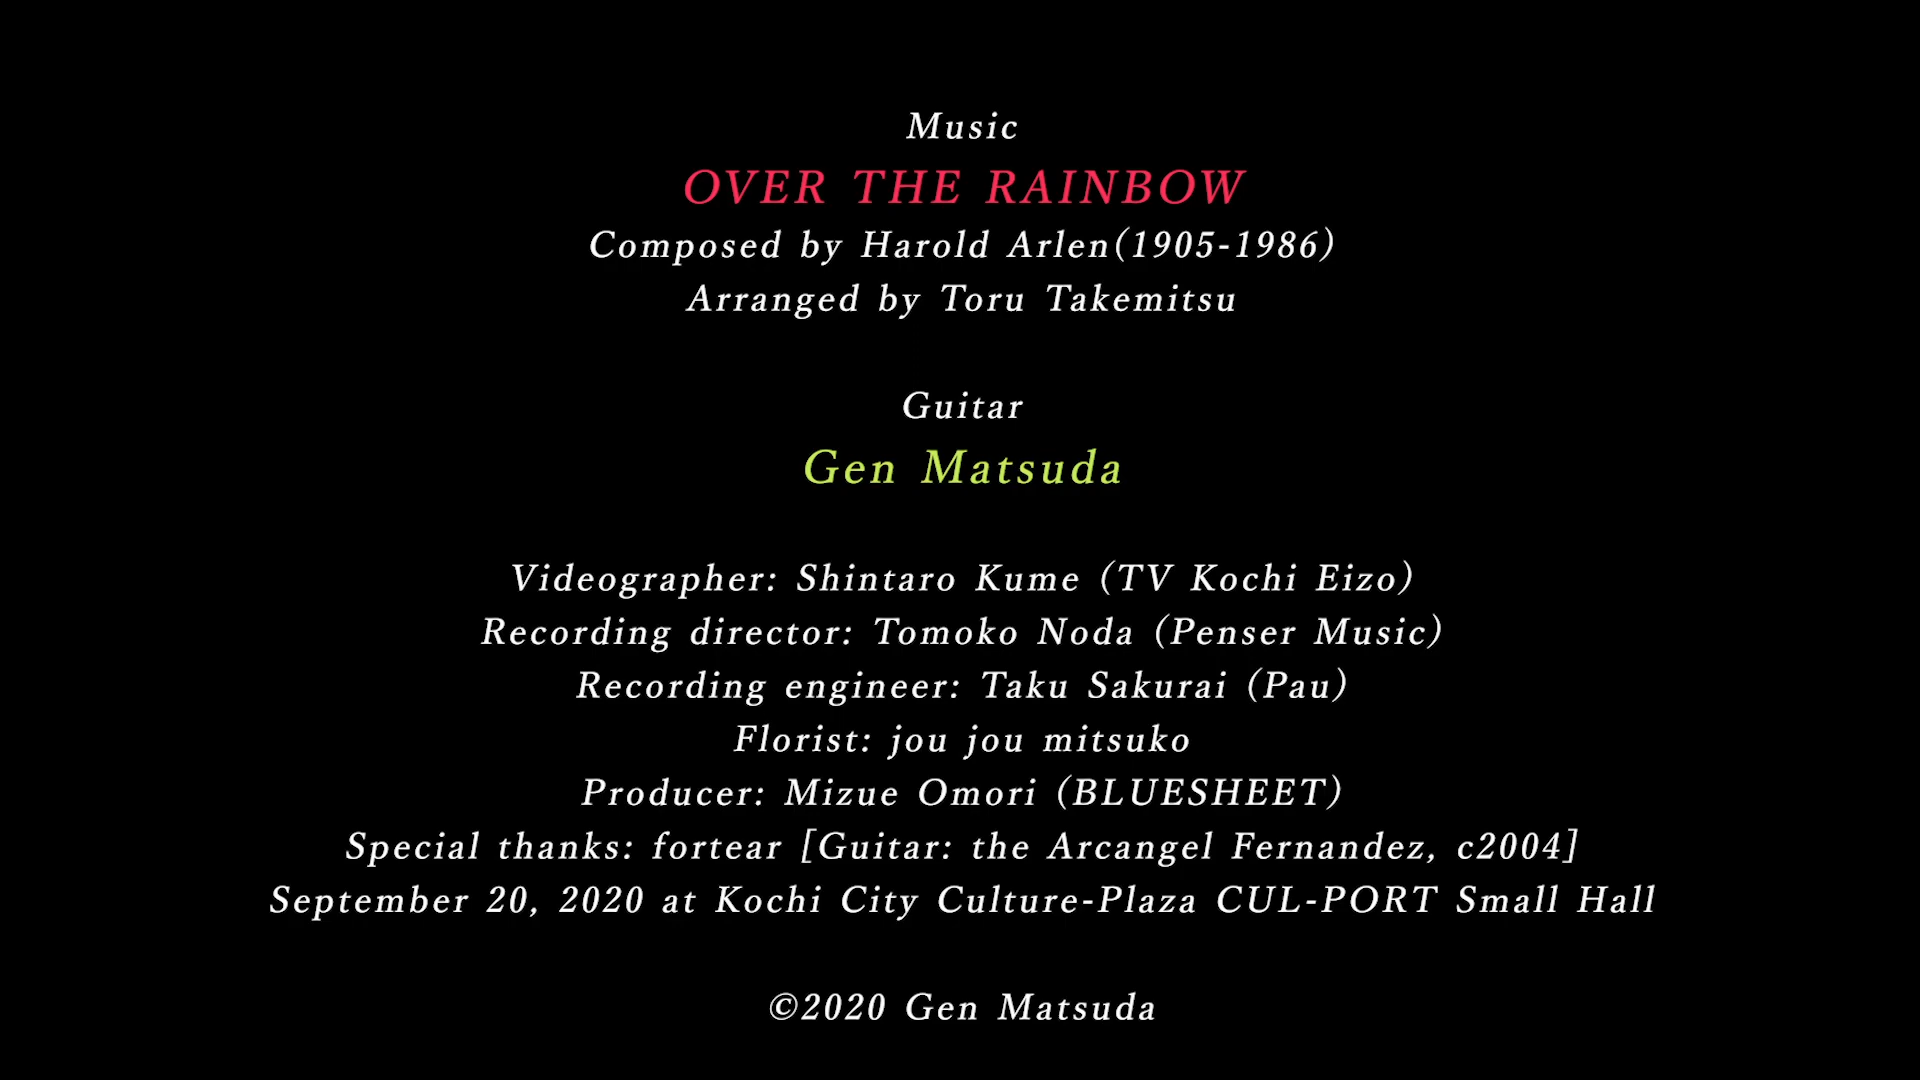 Music
OVER THE RAINBOW
Composed by Harold Arlen(1905-1986)
Arranged by Toru Takemitsu
Guitar
Gen Matsuda
Videographer: Shintaro Kume (TV Kochi Eizo)
Recording director: Tomoko Noda (Penser Music)
Recording engineer: Taku Sakurai (Pau)
Florist: jou jou mitsuko
Producer: Mizue Omori (BLUESHEET)
Special thanks: fortear [Guitar: the Arcangel Fernandez, c2004]
September 20, 2020 at Kochi City Culture-Plaza CUL-PORT Small Hall
©2020 Gen Matsuda